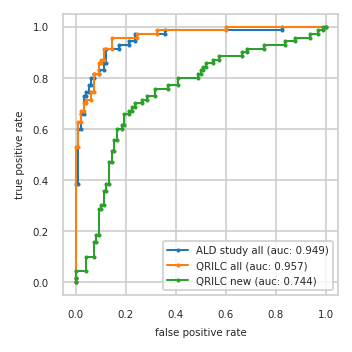 1.0
0.8
0.6
0.4
0.2
0.0
true positive rate
ALD study all (auc: 0.949)
QRILC all (auc: 0.957)
QRILC new (auc: 0.744)
0.0 0.2 0.4 0.6 0.8 1.0
false positive rate